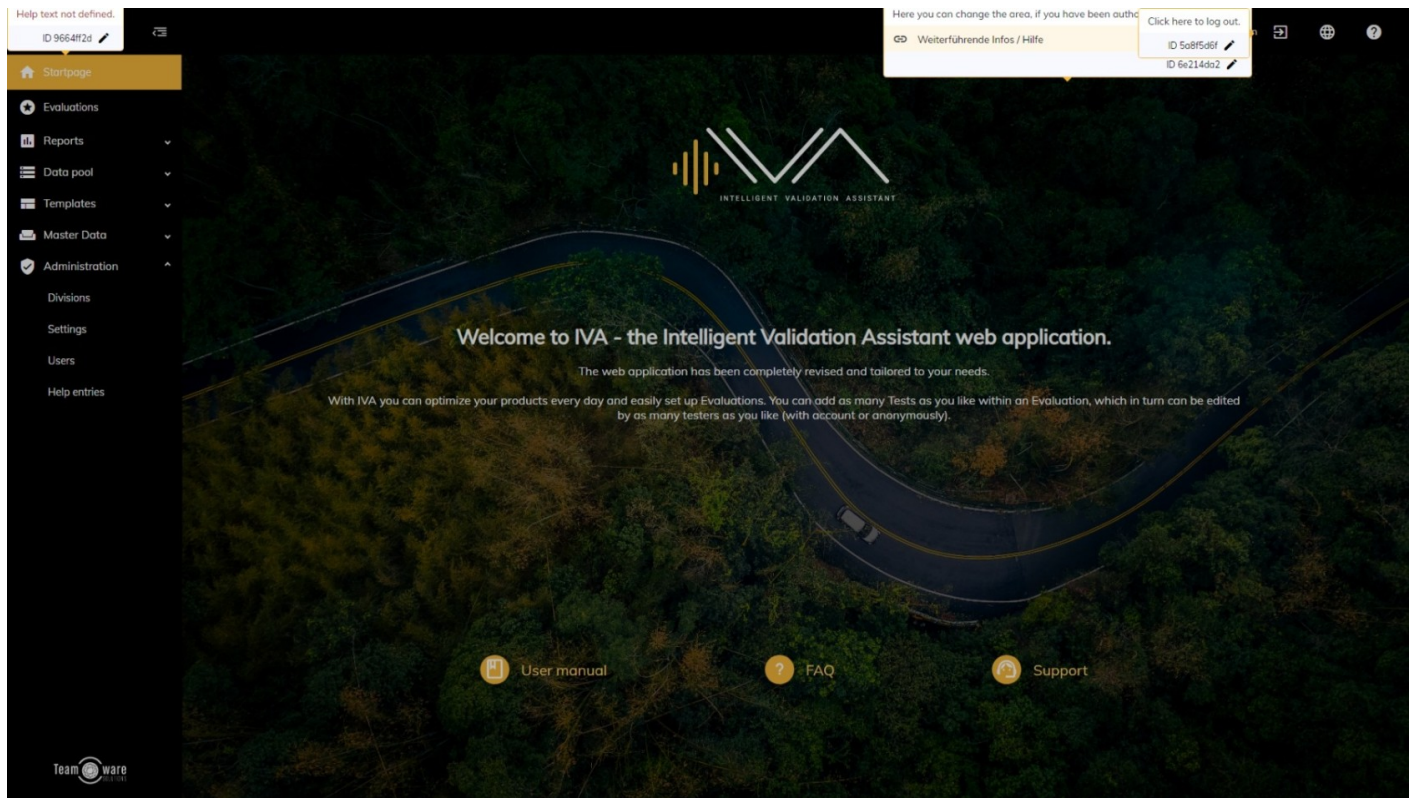 Help text not defined.
ID 9664ff2d
Here you can change the area, if you have been autho
Click here to log out.
Weiterführende Infos / Hilfe
ID 5a8f5d6f
ID 6e214da2
Startpage
Evaluations
Reports
Data pool
Templates
Master Data
Administration
Divisions
Settings
Users
Help entries
IVA
INTELLIGENT VALIDATION ASSISTANT
Welcome to IVA - the Intelligent Validation Assistant web application.
The web application has been completely revised and tailored to your needs.
With IVA you can optimize your products every day and easily set up Evaluations. You can add as many Tests as you like within an Evaluation, which in turn can be edited
by as many testers as you like (with account or anonymously).
User manual
FAQ
Support
Team ware
SOLUTIONS